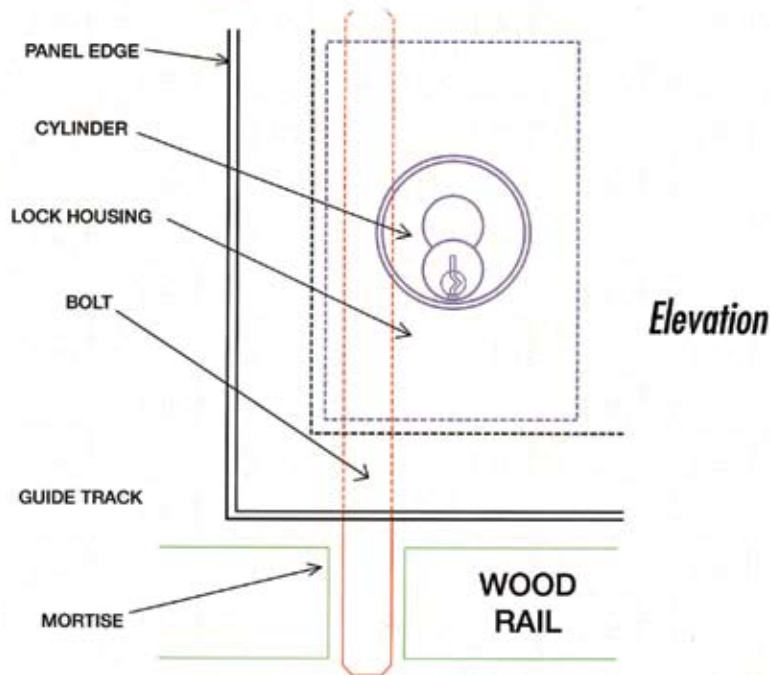 PANEL EDGE
CYLINDER
LOCK HOUSING
BOLT
Elevation
GUIDE TRACK
MORTISE
WOOD
RAIL